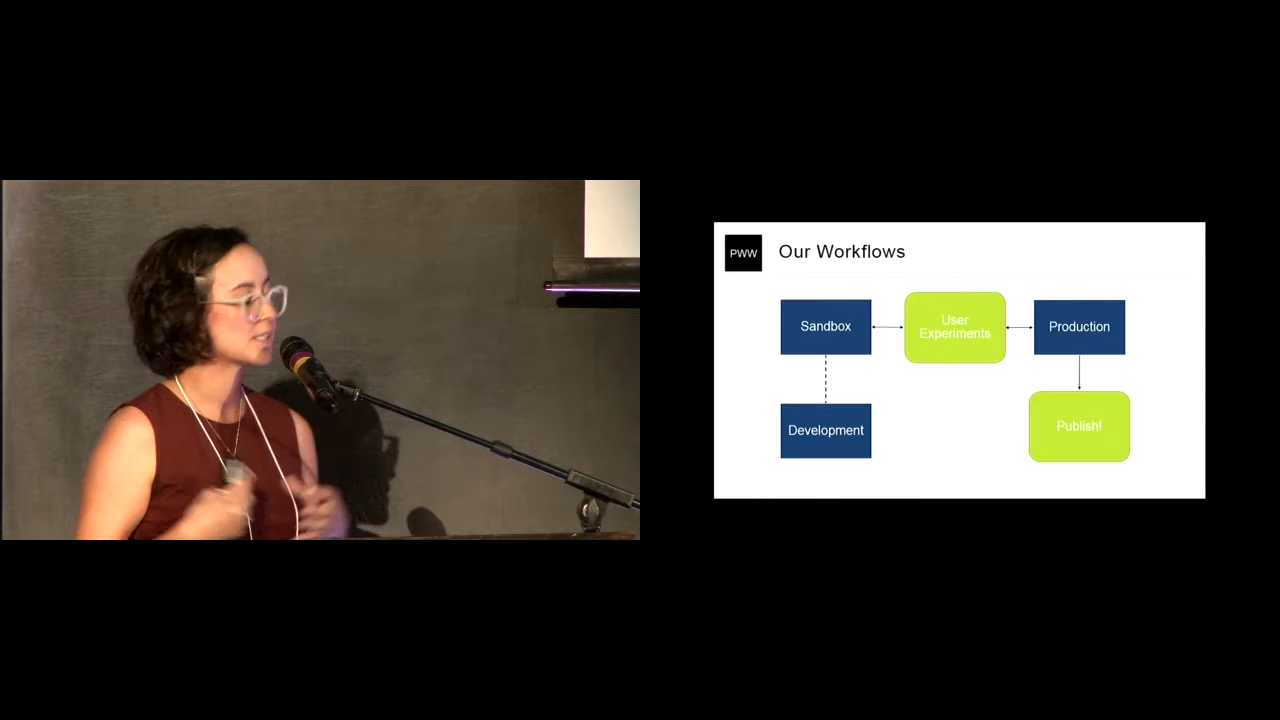 PWW
Our Workflows
Sandbox
User
Experiments
Production
Development
Publish!